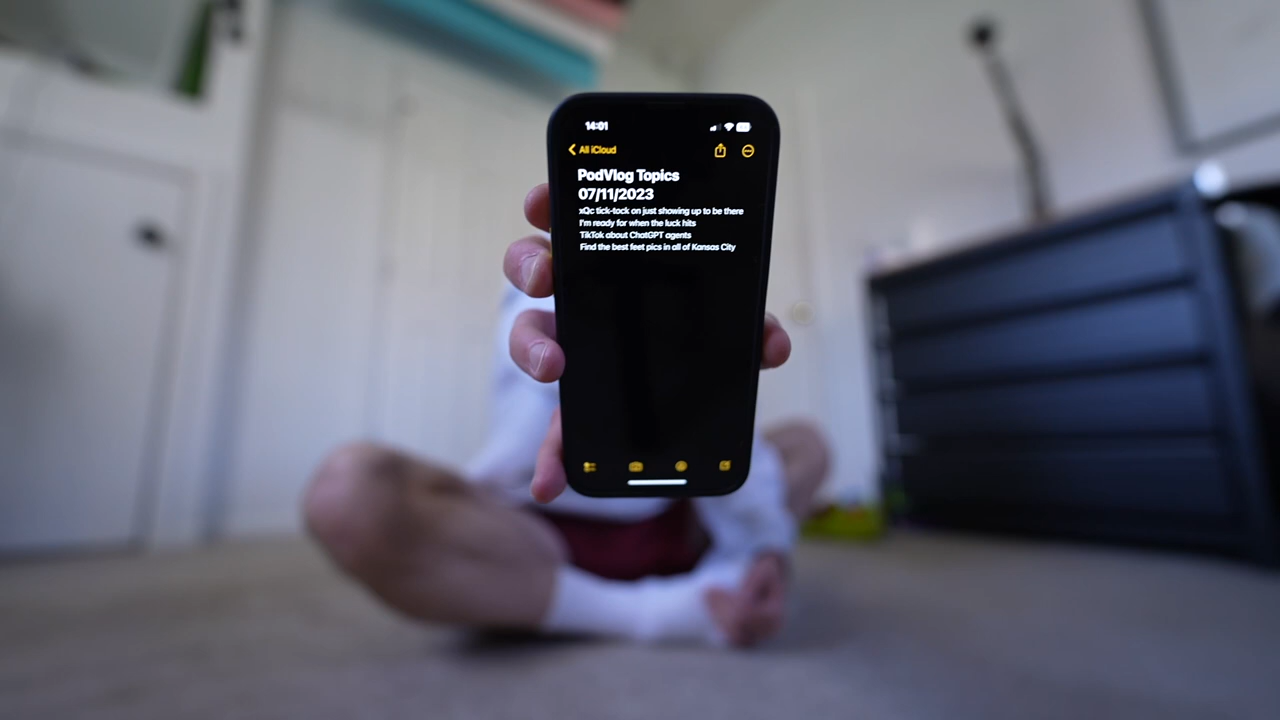 14:01
All iCloud
PodVlog Topics
07/11/2023
xQc tick-tock on just showing up to be there
I'm ready for when the luck hits
TikTok about ChatGPT agents
Find the best feet pics in all of Kansas City